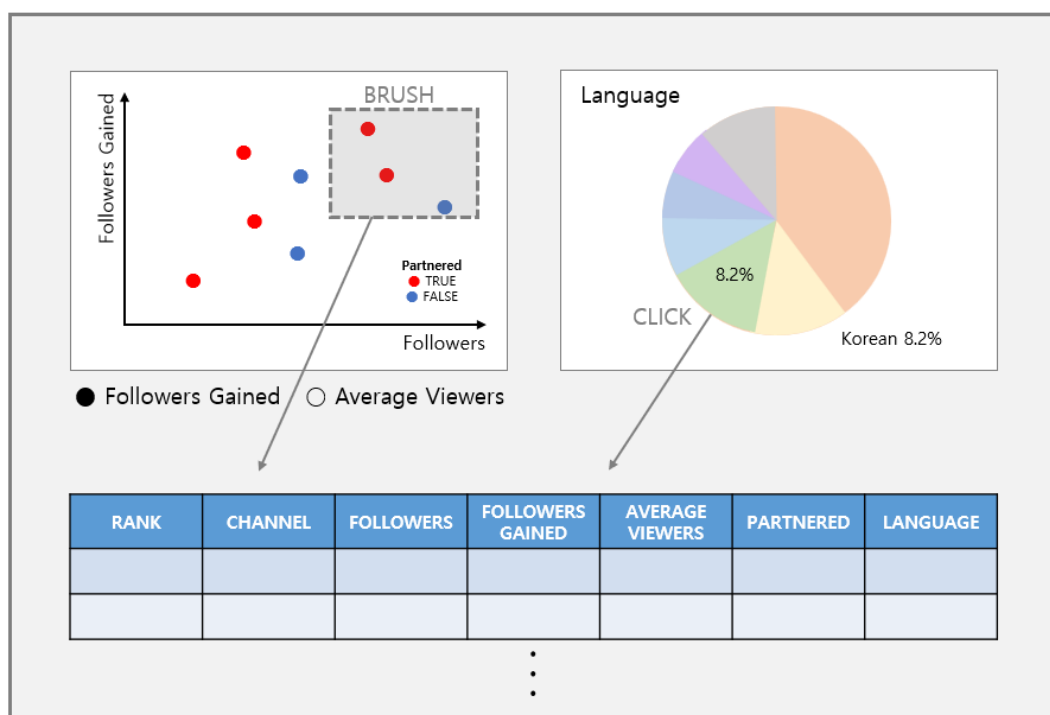 BRUSH
Followers Gained
Partnered
TRUE
FALSE
Followers
Language
8.2%
CLICK
Korean 8.2%
Followers Gained
Average Viewers
RANK
CHANNEL
FOLLOWERS
FOLLOWERS
GAINED
AVERAGE
VIEWERS
PARTNERED
LANGUAGE